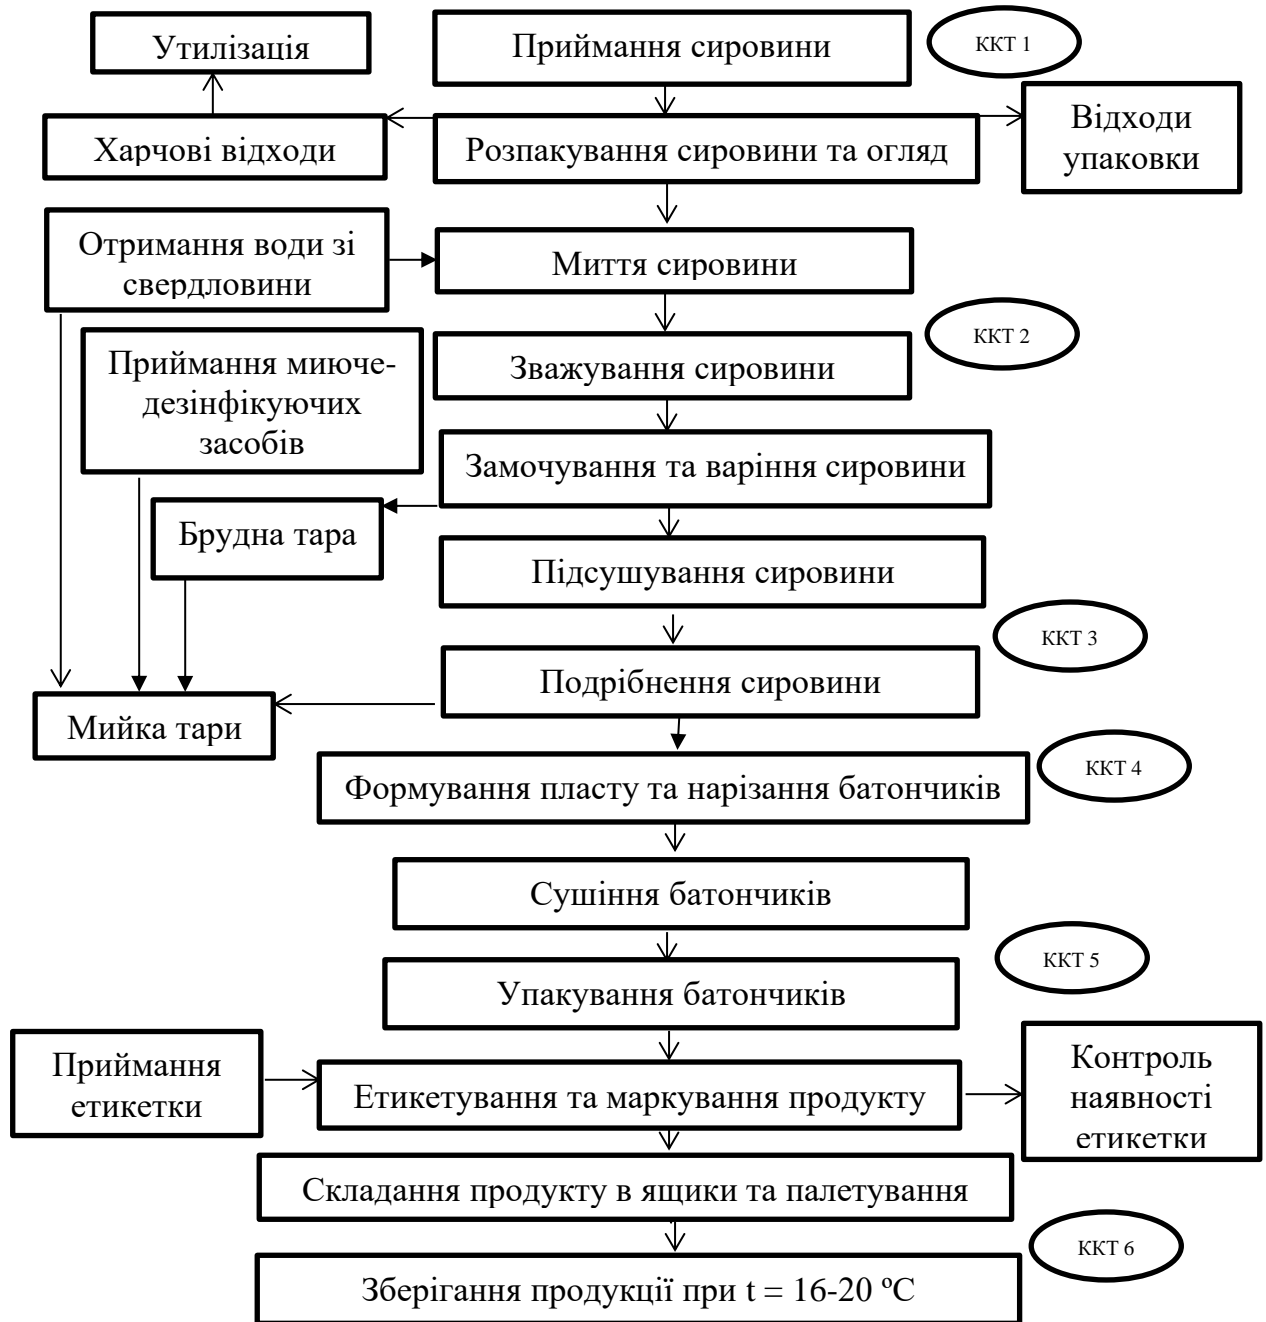 Утилізація
Приймання сировини
ККТ 1
Харчові відходи
Розпакування сировини та огляд
Відходи
упаковки
Отримання води зі
свердловини
Миття сировини
ККТ 2
Приймання миюче-
дезінфікуючих
засобів
Зважування сировини
Замочування та варіння сировини
Брудна тара
Підсушування сировини
ККТ 3
Подрібнення сировини
Мийка тари
ККТ 4
Формування пласту та нарізання батончиків
Сушіння батончиків
ККТ 5
Упакування батончиків
Приймання
етикетки
Етикетування та маркування продукту
Контроль
наявності
етикетки
Складання продукту в ящики та палетування
ККТ 6
Зберігання продукції при t = 16-20 ºС